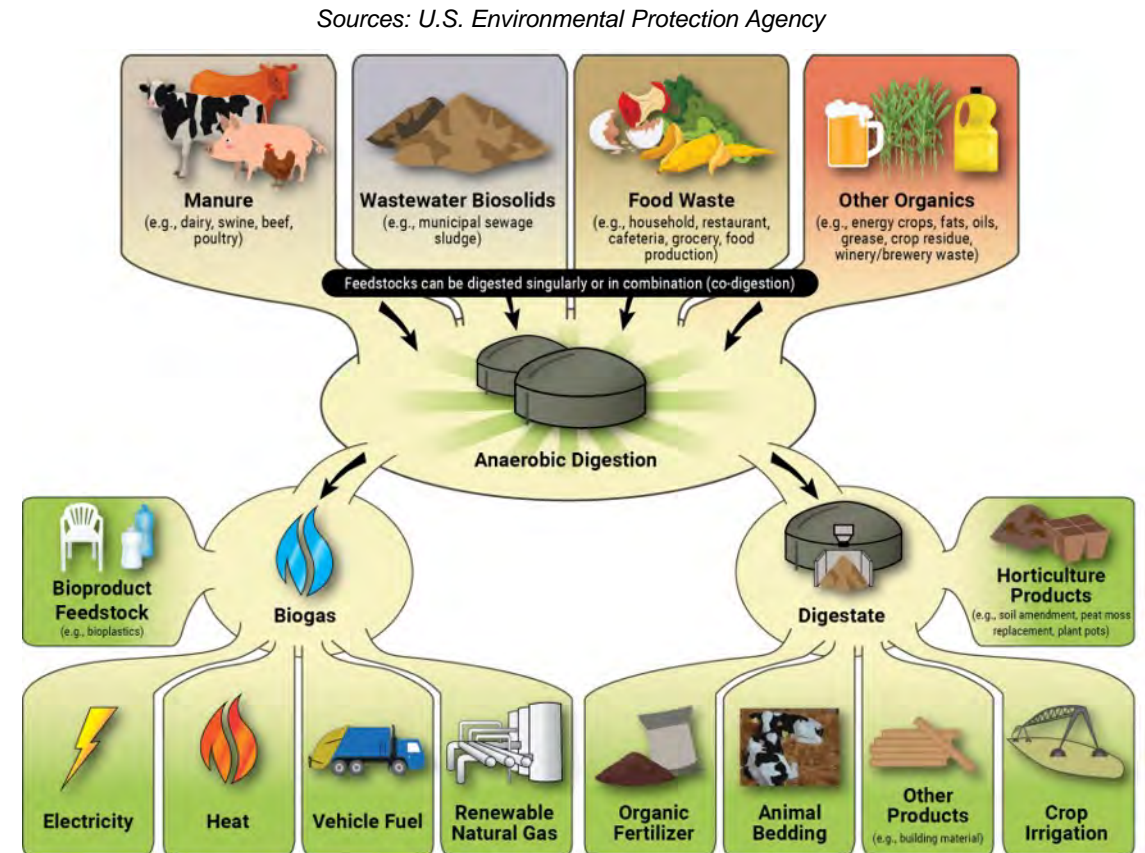 Sources: U.S. Environmental Protection Agency
Manure
(e.g., dairy, swine, beef,
poultry)
Wastewater Biosolids
(e.g., municipal sewage
sludge)
Food Waste
(e.g., household, restaurant,
cafeteria, grocery, food
production)
Other Organics
(e.g., energy crops, fats, oils,
grease, crop residue,
winery/brewery waste)
Feedstocks can be digested singularly or in combination (co-digestion)
Anaerobic Digestion
Bioproduct
Feedstock
(e.g., bioplastics)
Biogas
Digestate
Horticulture
Products
(e.g., soil amendment, peat moss
replacement, plant pots)
Electricity
Heat
Vehicle Fuel
Renewable
Natural Gas
Organic
Fertilizer
Animal
Bedding
Other
Products
(e.g., building material)
Crop
Irrigation